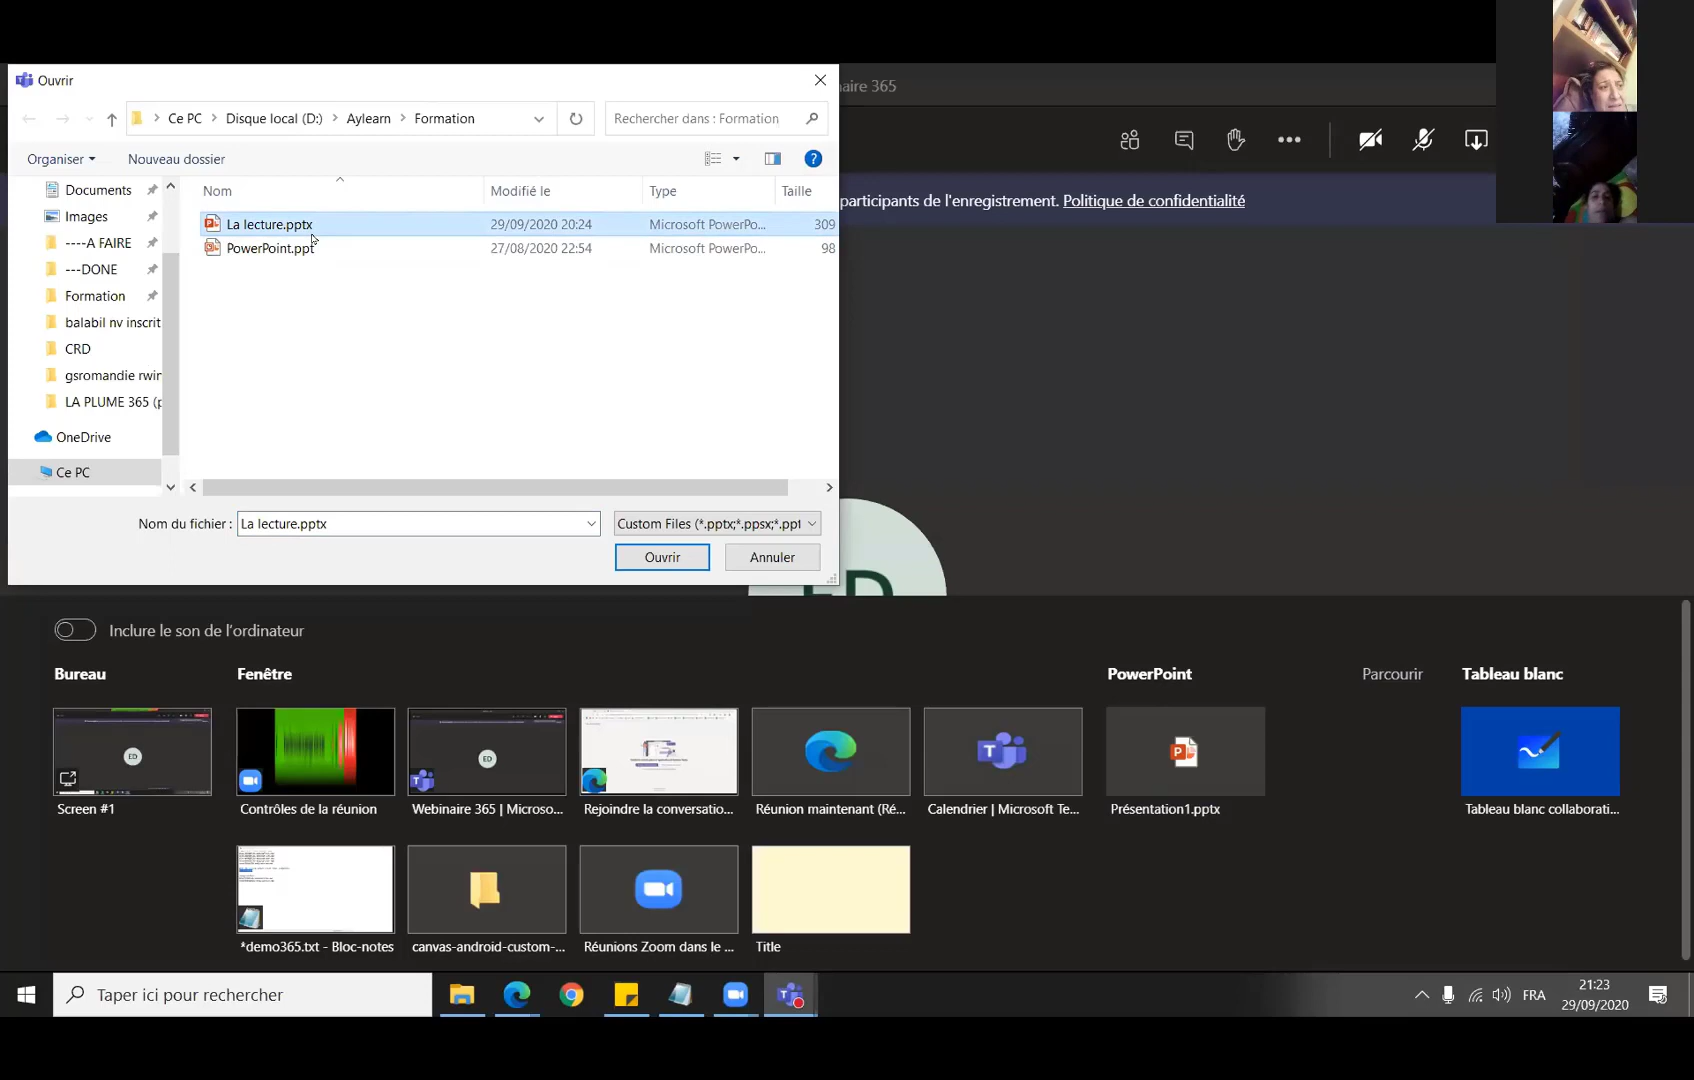 Ouvrir
aire 365
Ce PC > Disque local (D:) > Aylearn > Formation
Rechercher dans : Formation
Organiser
Nouveau dossier
participants de l'enregistrement. Politique de confidentialité
Nom
Modifié le
Type
Taille
La lecture.pptx
29/09/2020 20:24
Microsoft PowerPo...
309
PowerPoint.ppt
27/08/2020 22:54
Microsoft PowerPo...
98
Documents
Images
----A FAIRE
---DONE
Formation
balabil nv inscrit
CRD
gsromandie rwin
LA PLUME 365 (p
OneDrive
Ce PC
Nom du fichier :
La lecture.pptx
Custom Files (*.pptx;*.ppsx;*.ppt
Ouvrir
Annuler
ED
Inclure le son de l'ordinateur
Bureau
Fenêtre
PowerPoint
Parcourir
Tableau blanc
ED
ED
Screen #1
Contrôles de la réunion
Webinaire 365 | Microso...
Rejoindre la conversatio...
Réunion maintenant (Ré...
Calendrier | Microsoft Te...
Présentation1.pptx
Tableau blanc collaborati...
*demo365.txt - Bloc-notes
canvas-android-custom-...
Réunions Zoom dans le ...
Title
Taper ici pour rechercher
FRA
21:23
29/09/2020